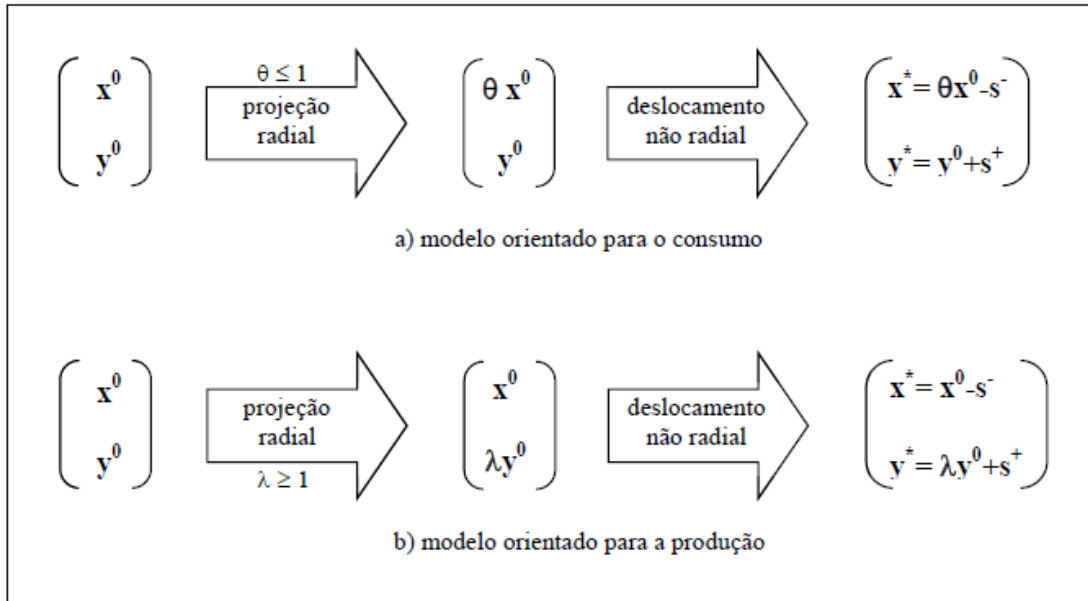 x⁰ θ ≤ 1 θ x⁰ x* = θx⁰-s⁻
projeção radial deslocamento não radial
y⁰ y⁰ y* = y⁰+s⁺
a) modelo orientado para o consumo
x⁰ x⁰ x* = x⁰-s⁻
projeção radial deslocamento não radial
y⁰ λ ≥ 1 λy⁰ y* = λy⁰+s⁺
b) modelo orientado para a produção